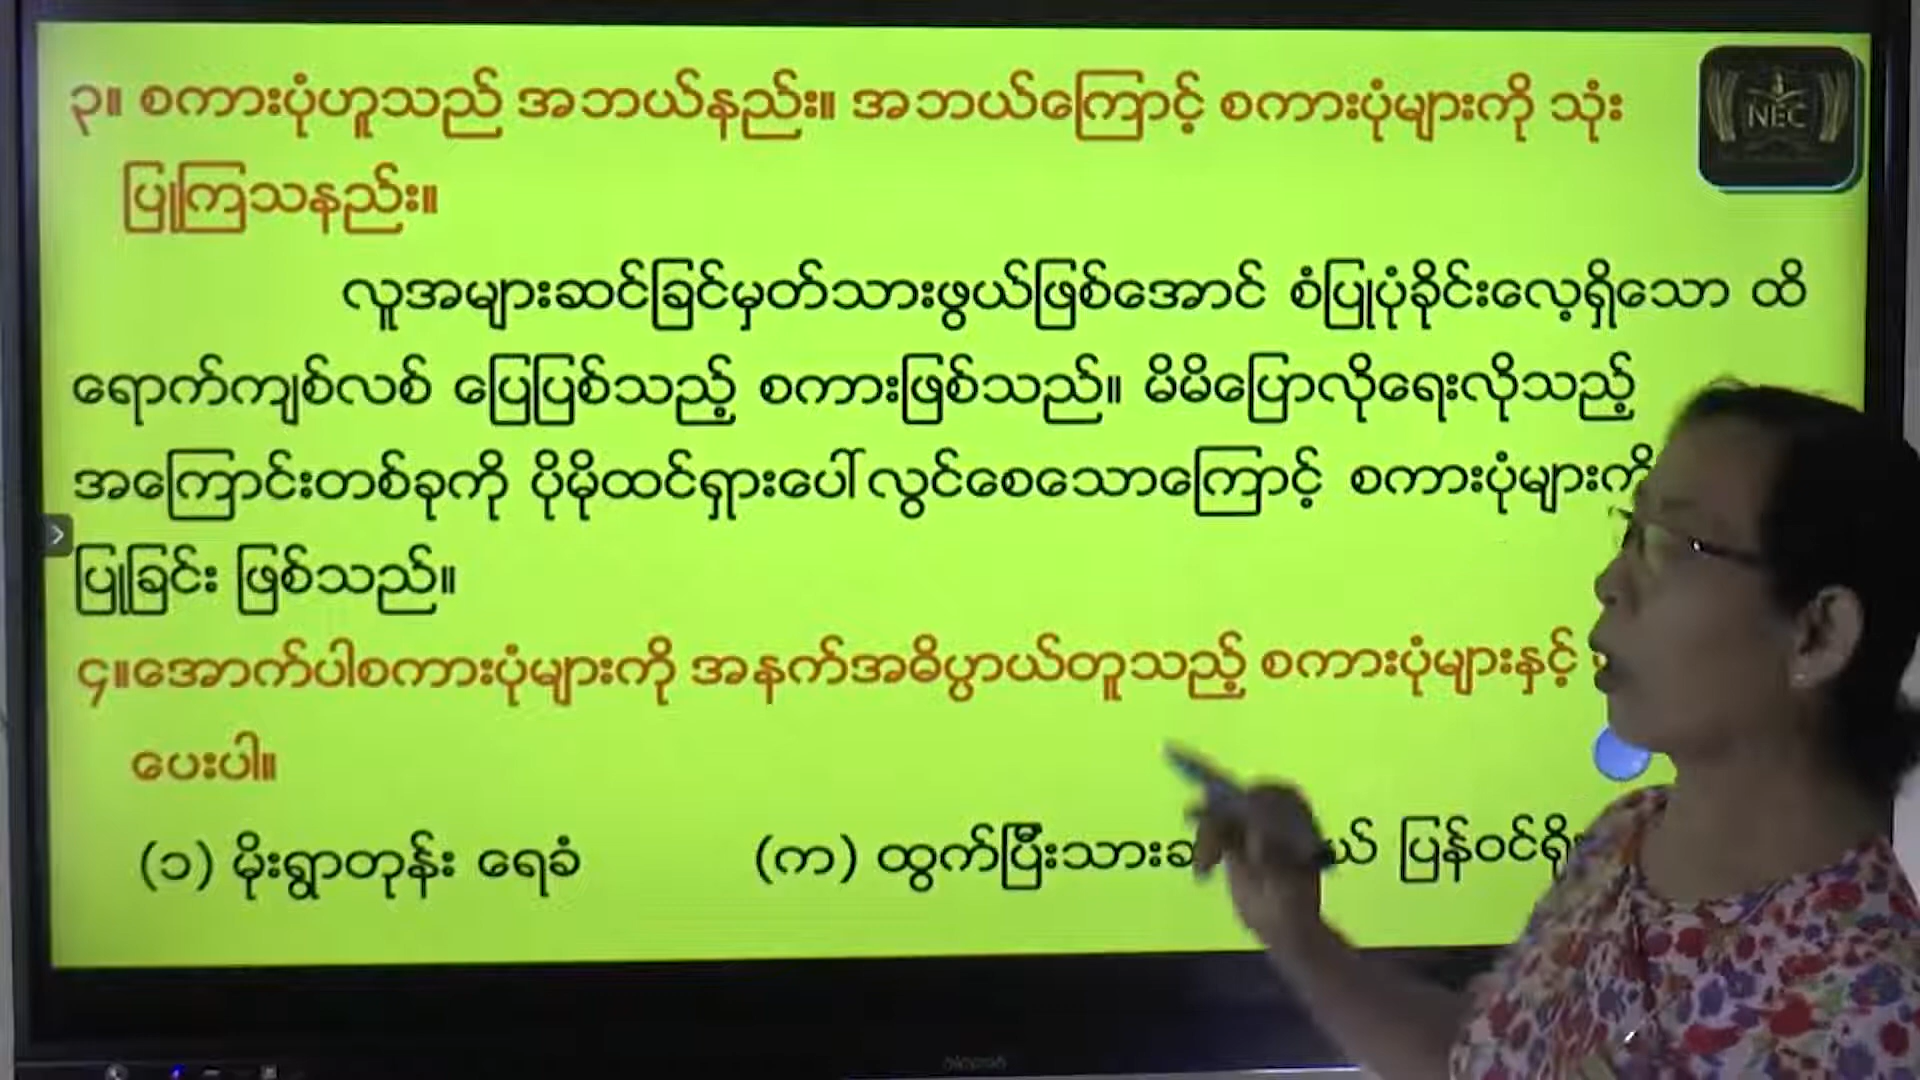 ၃။ စကားပုံဟူသည် အဘယ်နည်း။ အဘယ်ကြောင့် စကားပုံများကို သုံး
ပြုကြသနည်း။
NEC
လူအများဆင်ခြင်မှတ်သားဖွယ်ဖြစ်အောင် စံပြုပုံခိုင်းလေ့ရှိသော ထိ
ရောက်ကျစ်လစ် ပြေပြစ်သည့် စကားဖြစ်သည်။ မိမိပြောလိုရေးလိုသည့်
အကြောင်းတစ်ခုကို ပိုမိုထင်ရှားပေါ်လွင်စေသောကြောင့် စကားပုံများကို
ပြုခြင်း ဖြစ်သည်။
၄။အောက်ပါစကားပုံများကို အနက်အဓိပ္ပာယ်တူသည့် စကားပုံများနှင့်
ပေးပါ။
(၁) မိုးရွာတုန်း ရေခံ
(က) ထွက်ပြီးသားဆ ယ် ပြန်ဝင်ရိုး